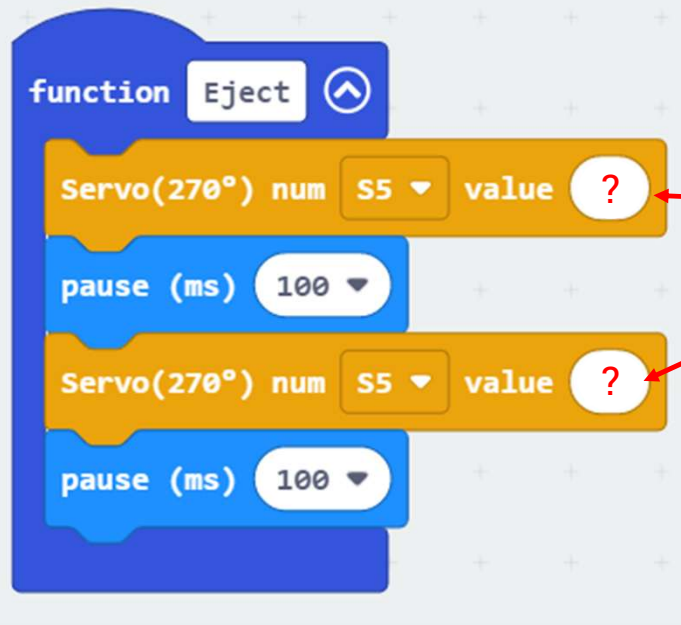 function Eject
Servo(270°) num S5 value ?
pause (ms) 100
Servo(270°) num S5 value ?
pause (ms) 100